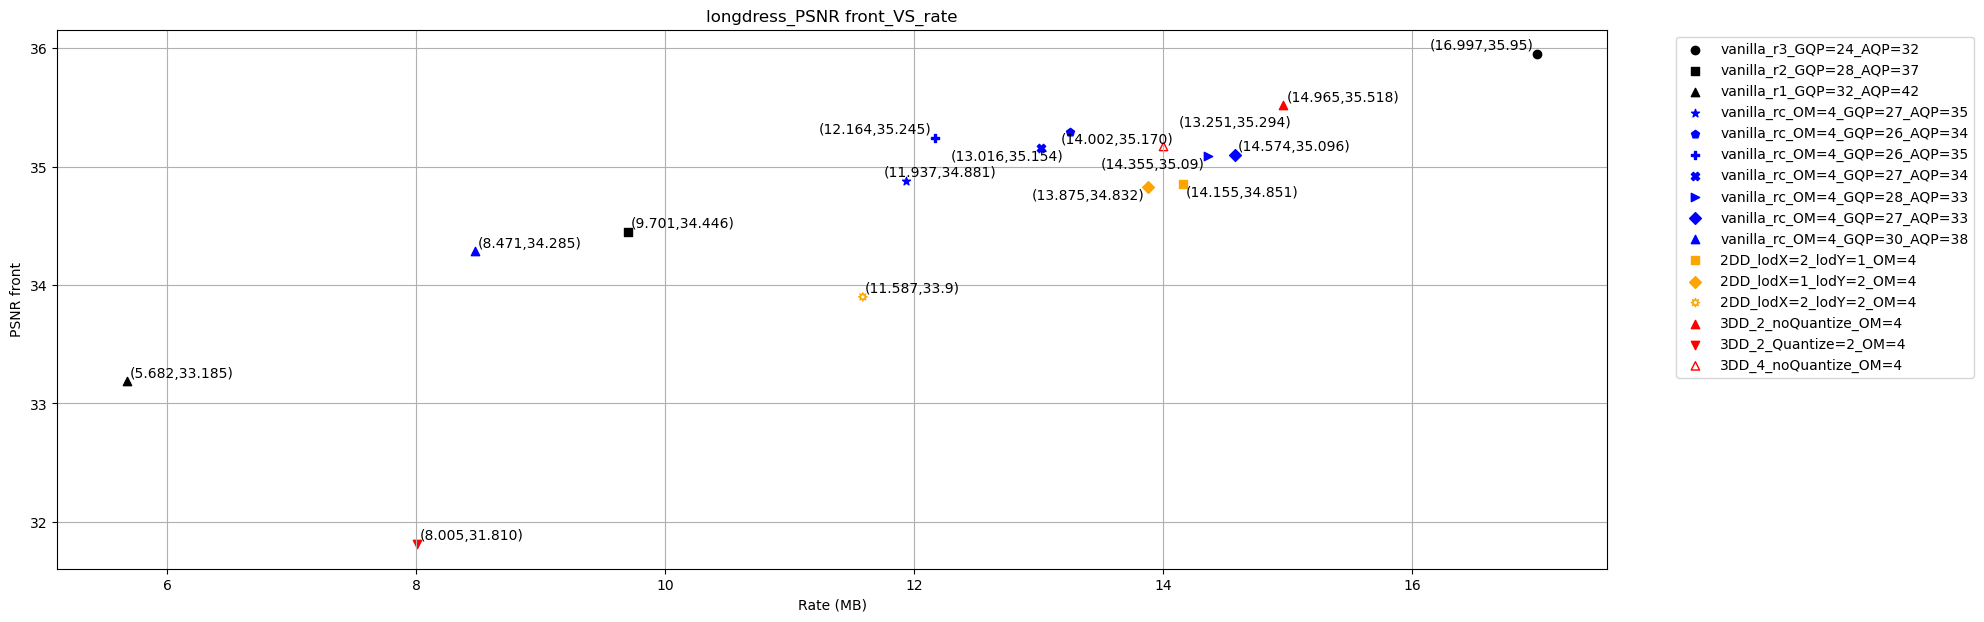 longdress_PSNR front_VS_rate
36
35
34
33
32
PSNR front
(16.997,35.95)
(14.965,35.518)
(13.251,35.294)
(12.164,35.245)
(14.002,35.170)
(14.574,35.096)
(13.016,35.154)
(14.355,35.09)
(11.937,34.881)
(13.875,34.832)
(14.155,34.851)
(9.701,34.446)
(8.471,34.285)
(11.587,33.9)
(5.682,33.185)
(8.005,31.810)
6
8
10
12
14
16
Rate (MB)
vanilla_r3_GQP=24_AQP=32
vanilla_r2_GQP=28_AQP=37
vanilla_r1_GQP=32_AQP=42
vanilla_rc_OM=4_GQP=27_AQP=35
vanilla_rc_OM=4_GQP=26_AQP=34
vanilla_rc_OM=4_GQP=26_AQP=35
vanilla_rc_OM=4_GQP=27_AQP=34
vanilla_rc_OM=4_GQP=28_AQP=33
vanilla_rc_OM=4_GQP=27_AQP=33
vanilla_rc_OM=4_GQP=30_AQP=38
2DD_lodX=2_lodY=1_OM=4
2DD_lodX=1_lodY=2_OM=4
2DD_lodX=2_lodY=2_OM=4
3DD_2_noQuantize_OM=4
3DD_2_Quantize=2_OM=4
3DD_4_noQuantize_OM=4